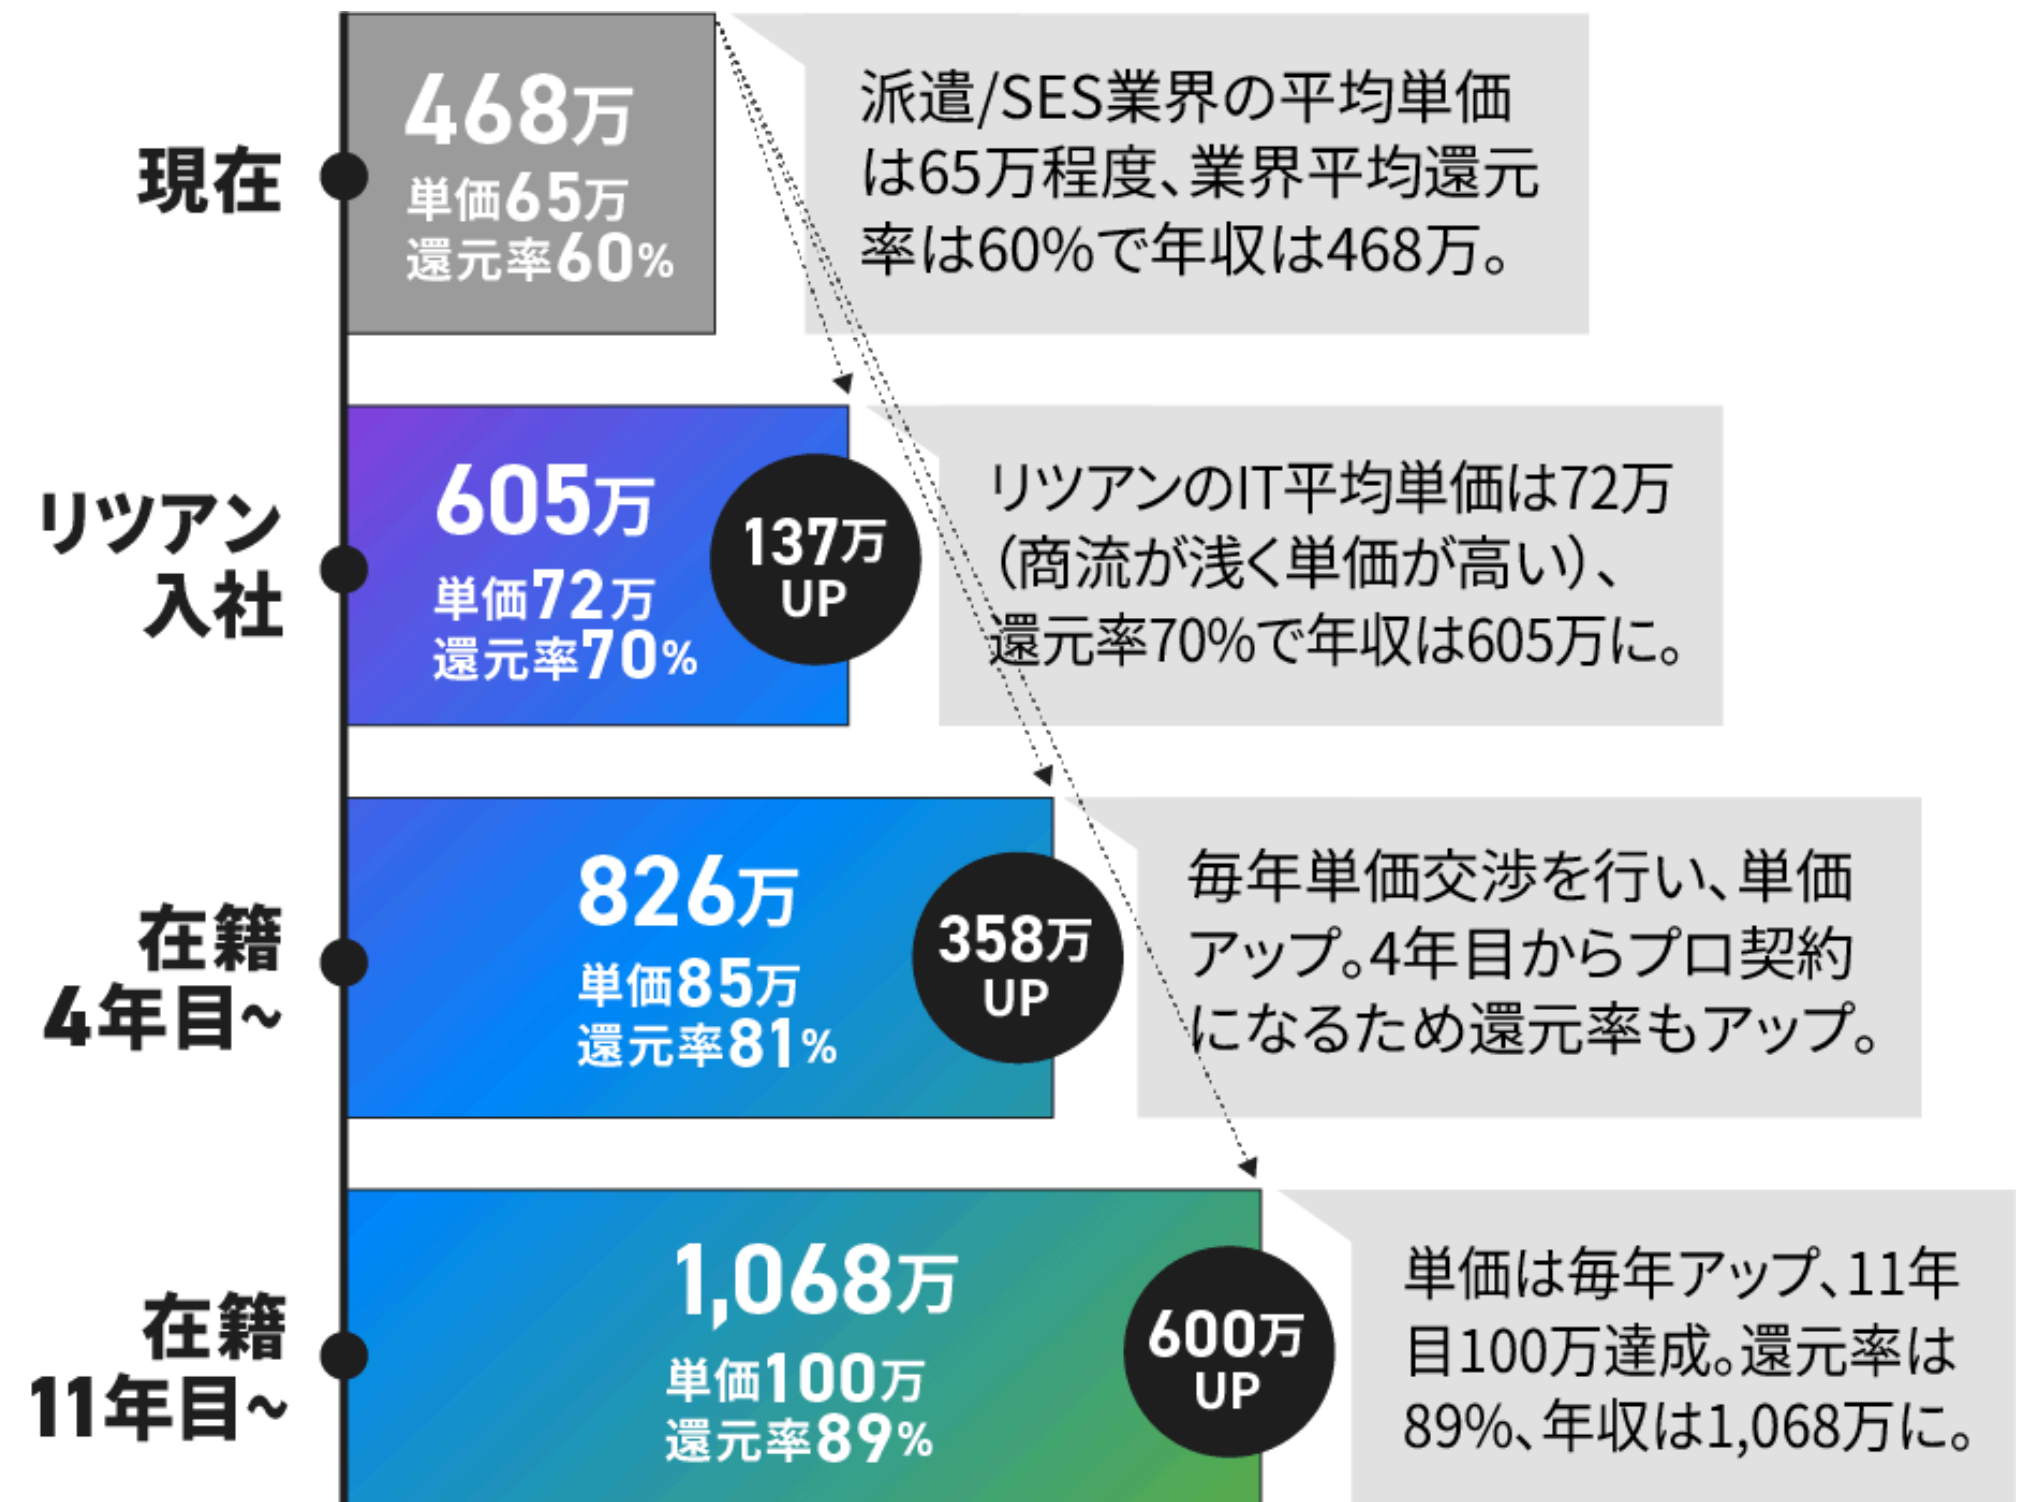 現在
468万
単価65万
還元率60%
派遣/SES業界の平均単価
は65万程度、業界平均還元
率は60%で年収は468万。
リツアン
入社
605万
単価72万
還元率70%
137万
UP
リツアンのIT平均単価は72万
（商流が浅く単価が高い）、
還元率70%で年収は605万に。
在籍
4年目~
826万
単価85万
還元率81%
358万
UP
毎年単価交渉を行い、単価
アップ。4年目からプロ契約
になるため還元率もアップ。
在籍
11年目~
1,068万
単価100万
還元率89%
600万
UP
単価は毎年アップ、11年
目100万達成。還元率は
89%、年収は1,068万に。